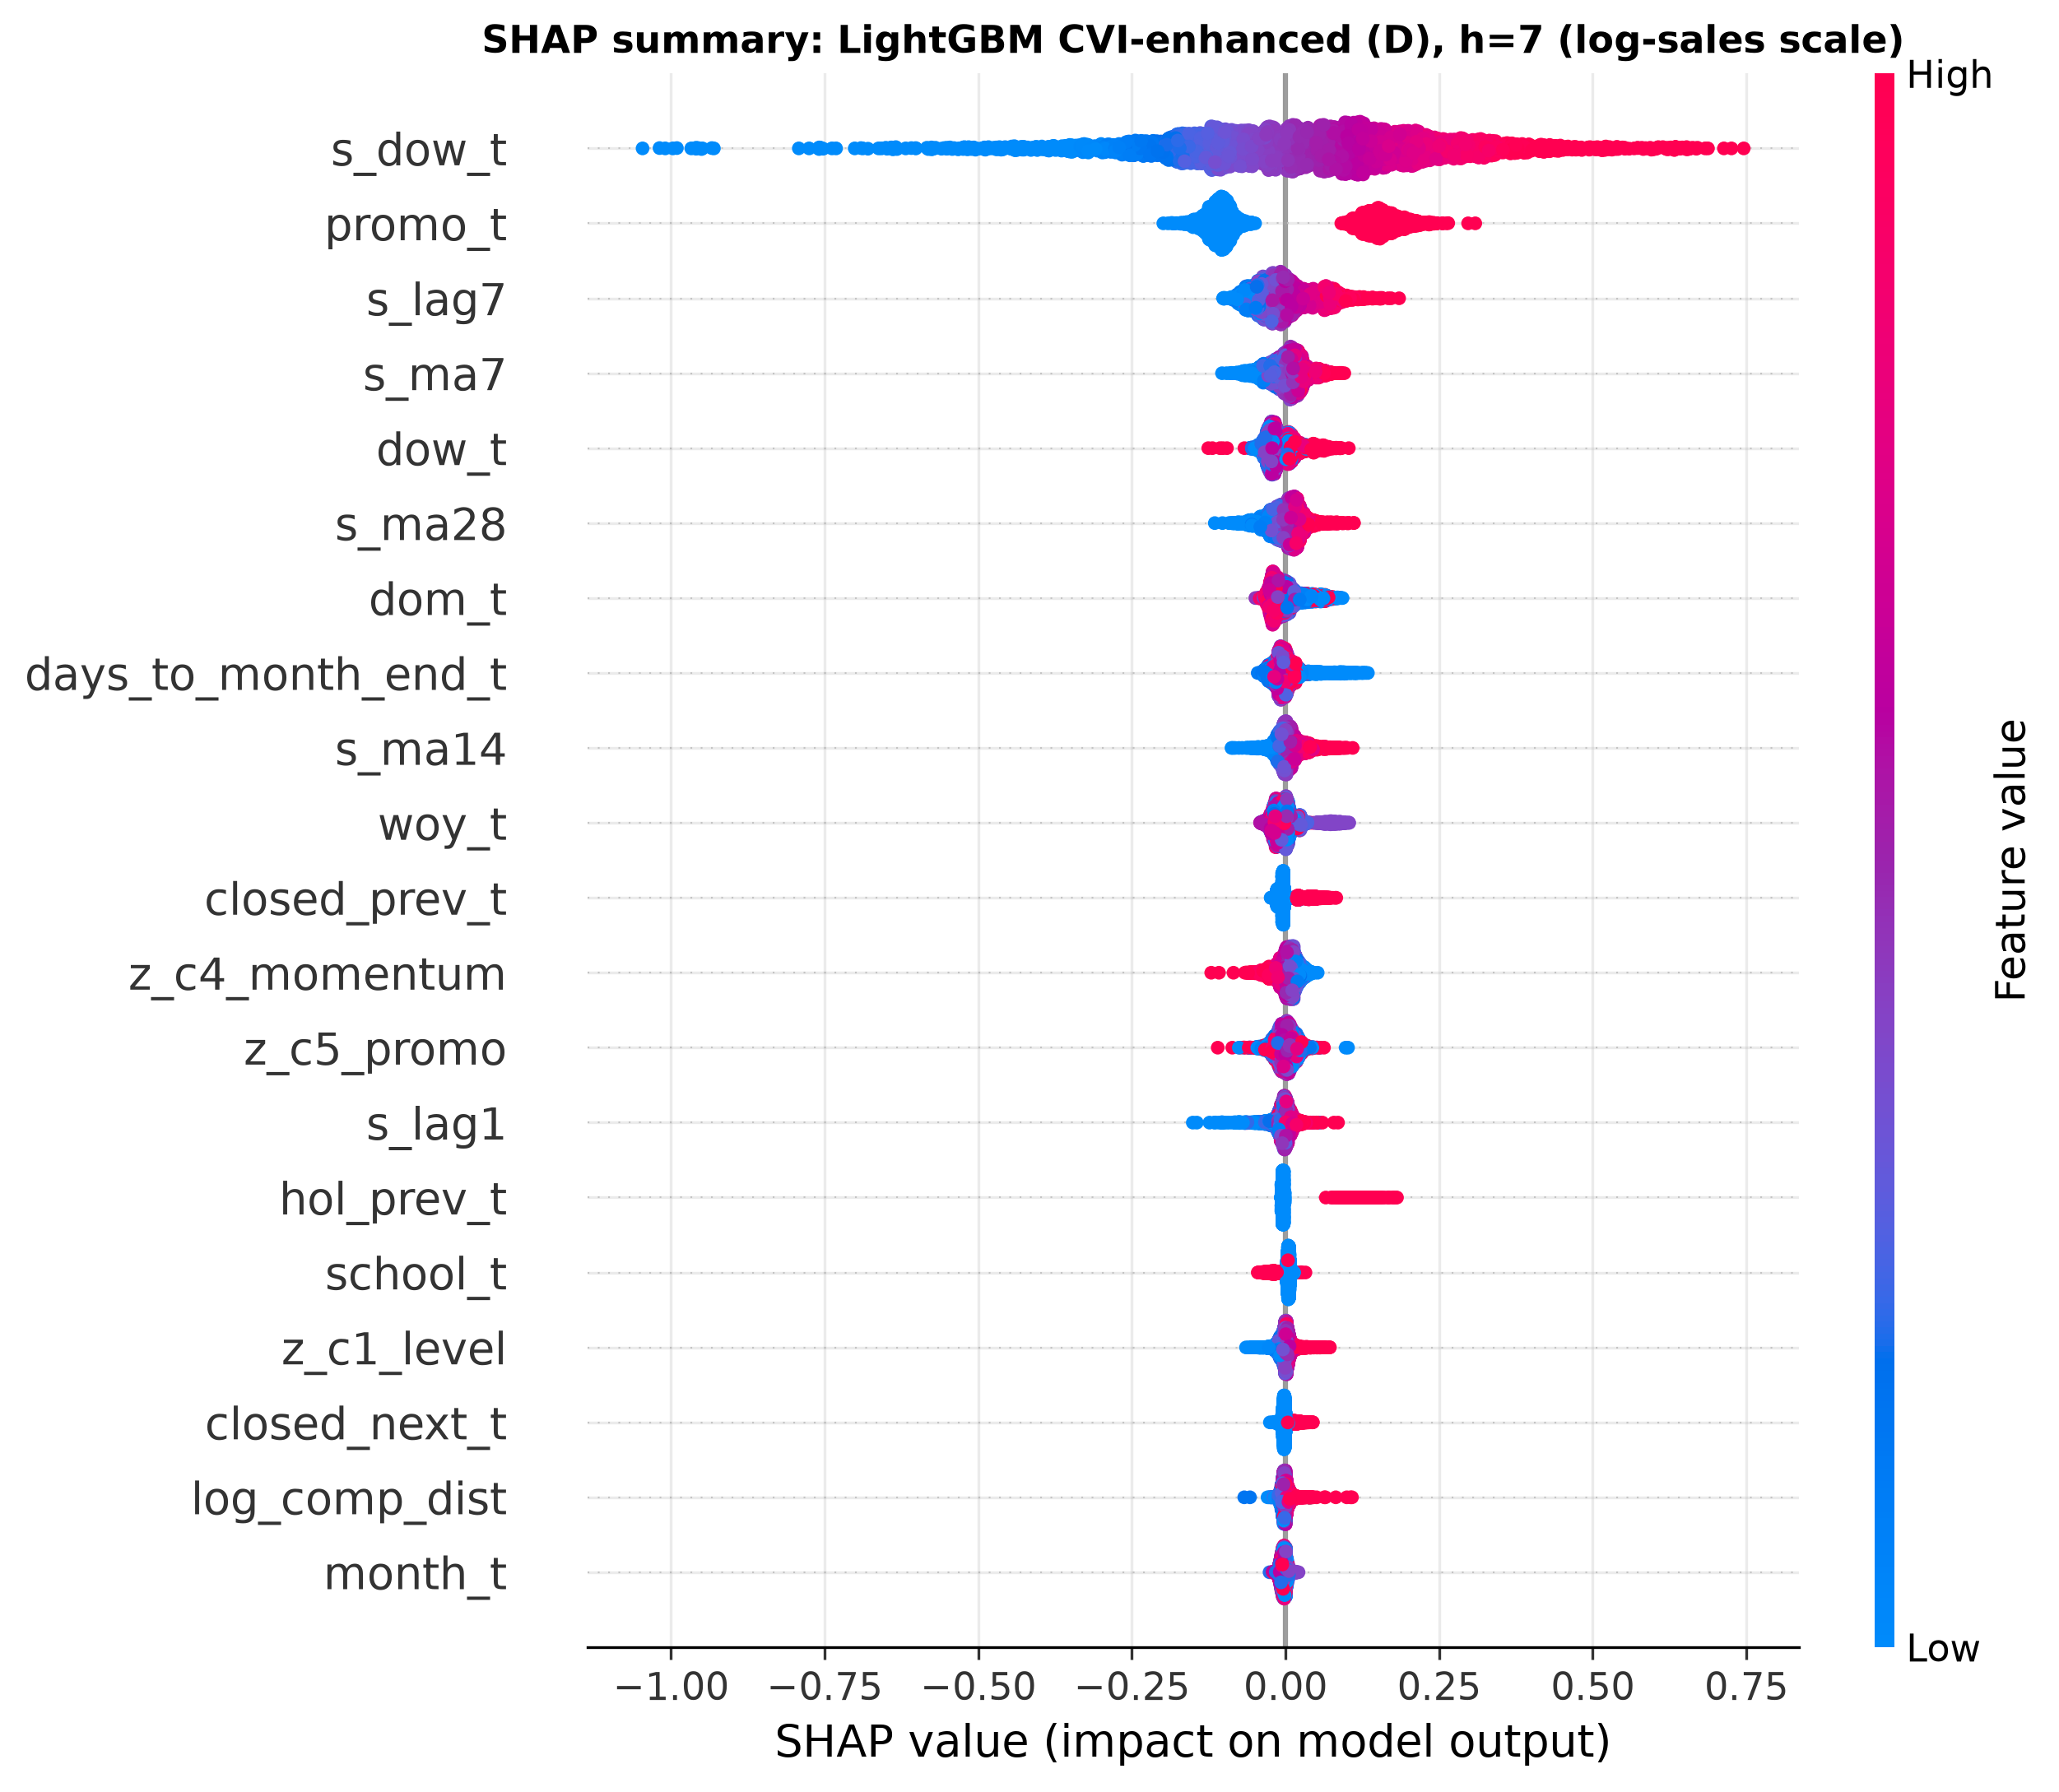 SHAP summary: LightGBM CVI-enhanced (D), h=7 (log-sales scale)
High
s_dow_t
promo_t
s_lag7
s_ma7
dow_t
s_ma28
dom_t
days_to_month_end_t
s_ma14
woy_t
closed_prev_t
z_c4_momentum
z_c5_promo
s_lag1
hol_prev_t
school_t
z_c1_level
closed_next_t
log_comp_dist
month_t
Feature value
Low
−1.00 −0.75 −0.50 −0.25 0.00 0.25 0.50 0.75
SHAP value (impact on model output)